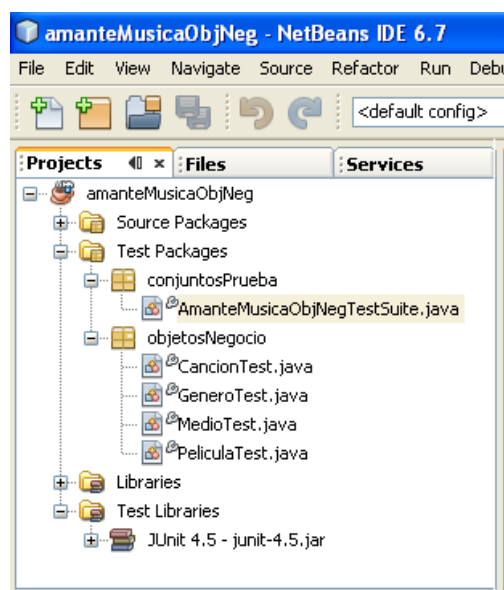 amanteMusicaObjNeg - NetBeans IDE 6.7
File Edit View Navigate Source Refactor Run
<default config>
Projects Files Services
amanteMusicaObjNeg
Source Packages
Test Packages
conjuntosPrueba
AmanteMusicaObjNegTestSuite.java
objetosNegocio
CancionTest.java
GeneroTest.java
MedioTest.java
PeliculaTest.java
Libraries
Test Libraries
JUnit 4.5 - junit-4.5.jar